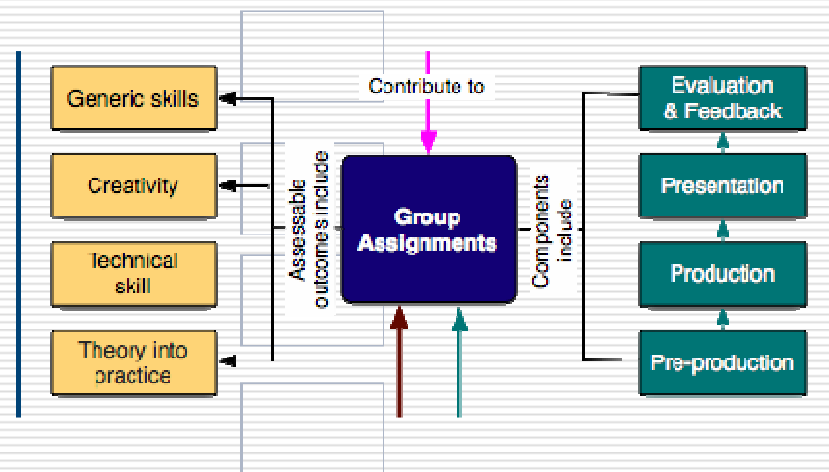 Generic skills
Creativity
Technical
skill
Theory into
practice
Assessable
outcomes include
Contribute to
Group
Assignments
Components
include
Evaluation
& Feedback
Presentation
Production
Pre-production